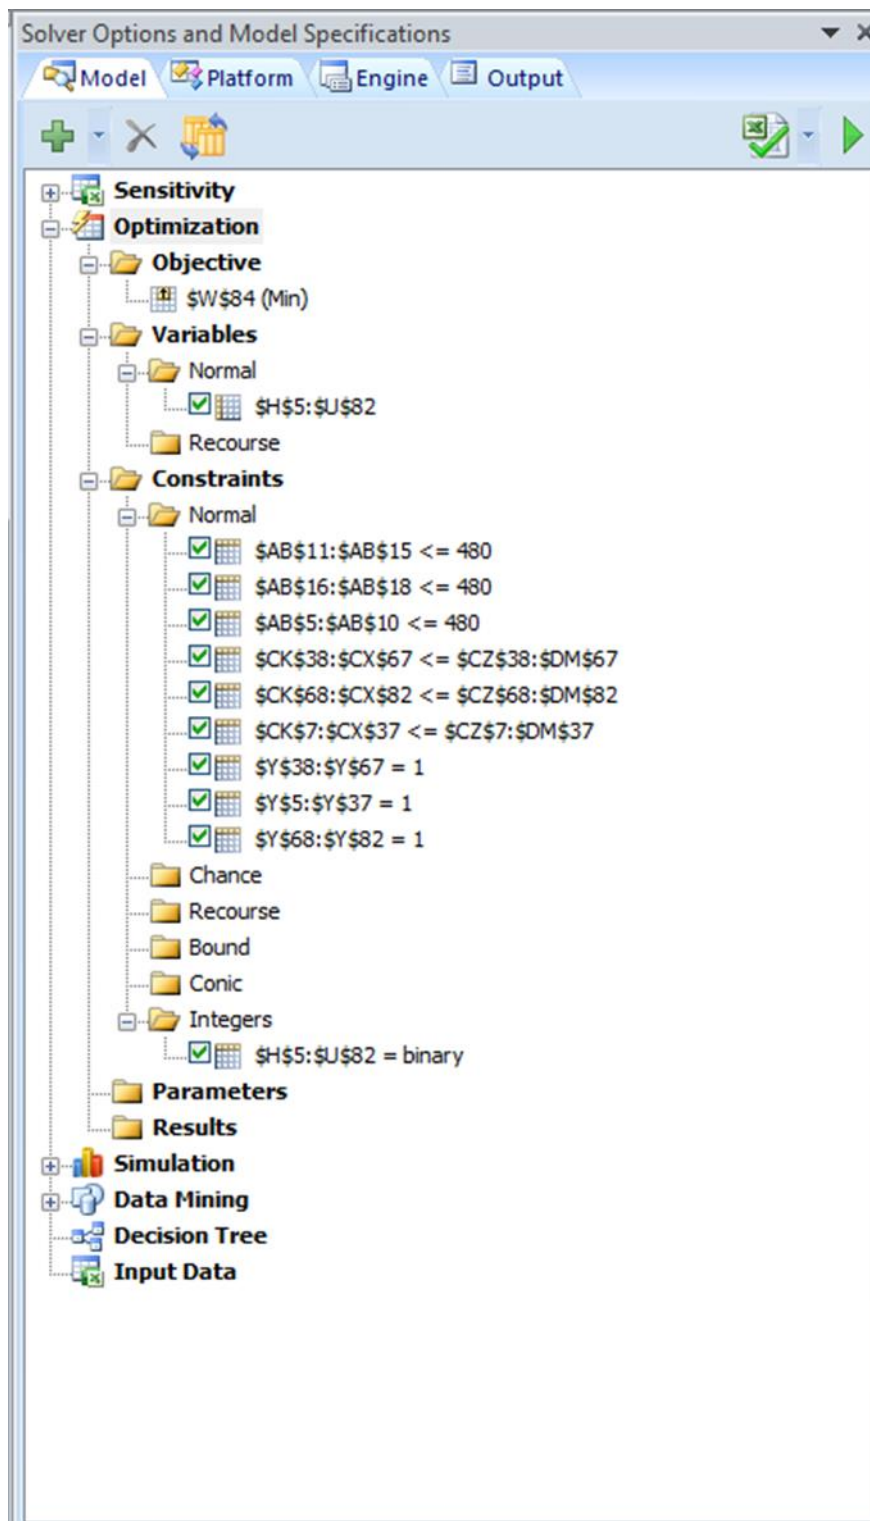 Solver Options and Model Specifications
Model Platform Engine Output
Sensitivity
Optimization
Objective
$W$84 (Min)
Variables
Normal
$H$5:$U$82
Recourse
Constraints
Normal
$AB$11:$AB$15 <= 480
$AB$16:$AB$18 <= 480
$AB$5:$AB$10 <= 480
$CK$38:$CX$67 <= $CZ$38:$DM$67
$CK$68:$CX$82 <= $CZ$68:$DM$82
$CK$7:$CX$37 <= $CZ$7:$DM$37
$Y$38:$Y$67 = 1
$Y$5:$Y$37 = 1
$Y$68:$Y$82 = 1
Chance
Recourse
Bound
Conic
Integers
$H$5:$U$82 = binary
Parameters
Results
Simulation
Data Mining
Decision Tree
Input Data